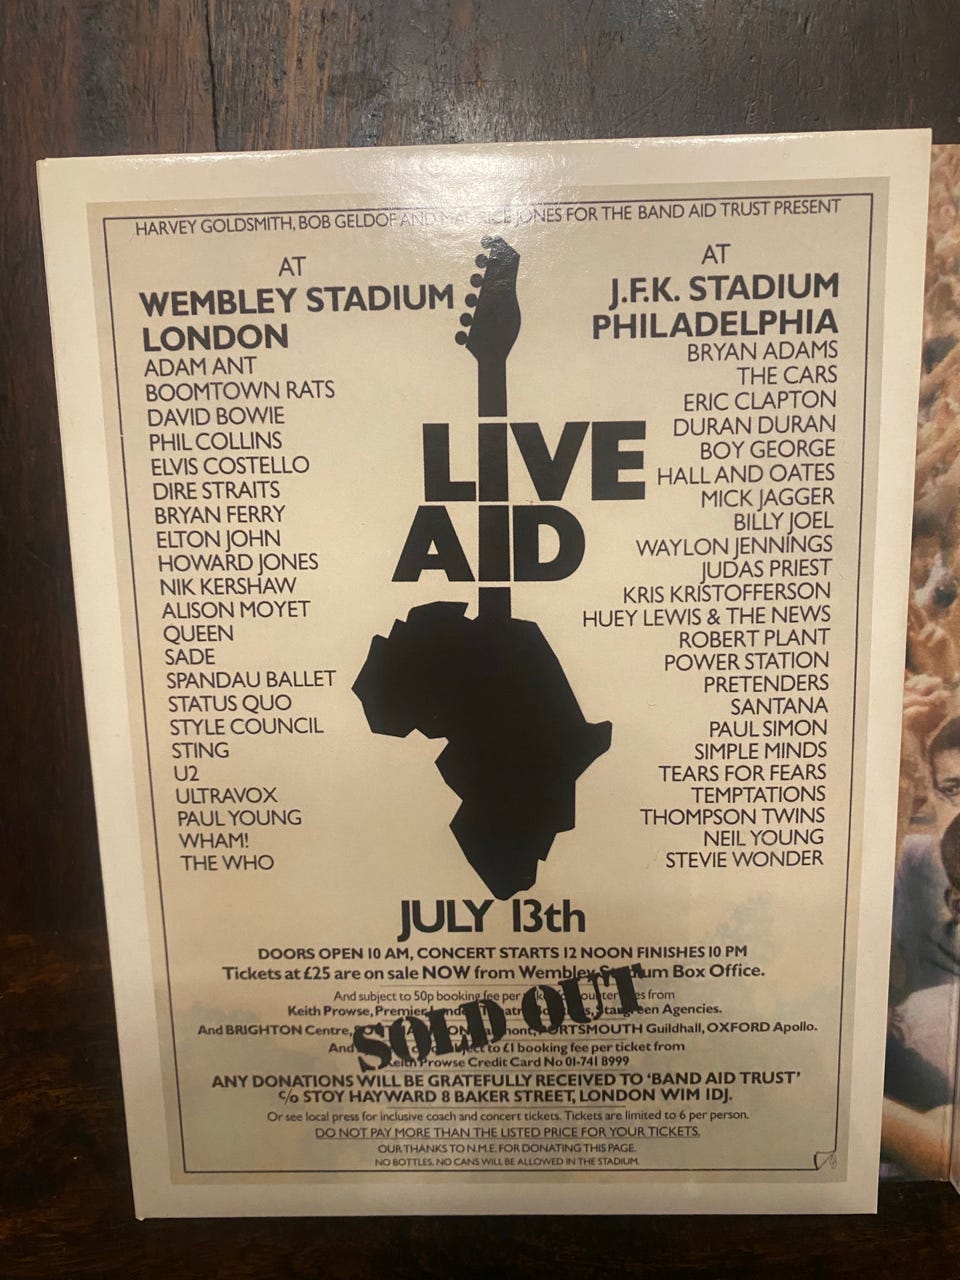 HARVEY GOLDSMITH, BOB GELDOF AND JONES FOR THE BAND AID TRUST PRESENT
AT
WEMBLEY STADIUM
LONDON
ADAM ANT
BOOMTOWN RATS
DAVID BOWIE
PHIL COLLINS
ELVIS COSTELLO
DIRE STRAITS
BRYAN FERRY
ELTON JOHN
HOWARD JONES
NIK KERSHAW
ALISON MOYET
QUEEN
SADE
SPANDAU BALLET
STATUS QUO
STYLE COUNCIL
STING
U2
ULTRAVOX
PAUL YOUNG
WHAM!
THE WHO
LIVE
AID
AT
J.F.K. STADIUM
PHILADELPHIA
BRYAN ADAMS
THE CARS
ERIC CLAPTON
DURAN DURAN
BOY GEORGE
HALL AND OATES
MICK JAGGER
BILLY JOEL
WAYLON JENNINGS
JUDAS PRIEST
KRIS KRISTOFFERSON
HUEY LEWIS & THE NEWS
ROBERT PLANT
POWER STATION
PRETENDERS
SANTANA
PAUL SIMON
SIMPLE MINDS
TEARS FOR FEARS
TEMPTATIONS
THOMPSON TWINS
NEIL YOUNG
STEVIE WONDER
JULY 13th
DOORS OPEN 10 AM, CONCERT STARTS 12 NOON FINISHES 10 PM
Tickets at £25 are on sale NOW from Wembley Stadium Box Office.
And subject to 50p booking fee per from
Keith Prowse, Premier, Stargreen Agencies.
And BRIGHTON Centre, PORTSMOUTH Guildhall, OXFORD Apollo.
And to £1 booking fee per ticket from
Keith Prowse Credit Card No 01-741 8999
SOLD OUT
ANY DONATIONS WILL BE GRATEFULLY RECEIVED TO 'BAND AID TRUST'
c/o STOY HAYWARD 8 BAKER STREET, LONDON W1M 1DJ.
Or see local press for inclusive coach and concert tickets. Tickets are limited to 6 per person.
DO NOT PAY MORE THAN THE LISTED PRICE FOR YOUR TICKETS.
OUR THANKS TO N.M.E. FOR DONATING THIS PAGE.
NO BOTTLES, NO CANS WILL BE ALLOWED IN THE STADIUM.